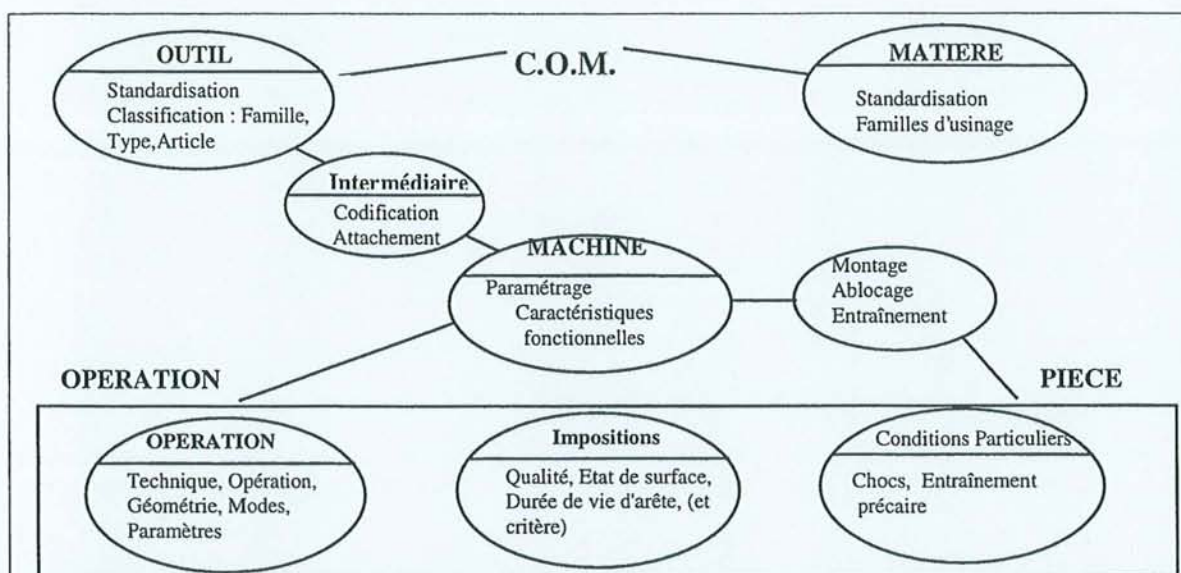 OUTIL
Standardisation
Classification : Famille,
Type,Article
C.O.M.
MATIERE
Standardisation
Familles d'usinage
Intermédiaire
Codification
Attachement
MACHINE
Paramétrage
Caractéristiques
fonctionnelles
Montage
Ablocage
Entraînement
OPERATION
PIECE
OPERATION
Technique, Opération,
Géométrie, Modes,
Paramètres
Impositions
Qualité, Etat de surface,
Durée de vie d'arête, (et
critère)
Conditions Particuliers
Chocs, Entraînement
précaire